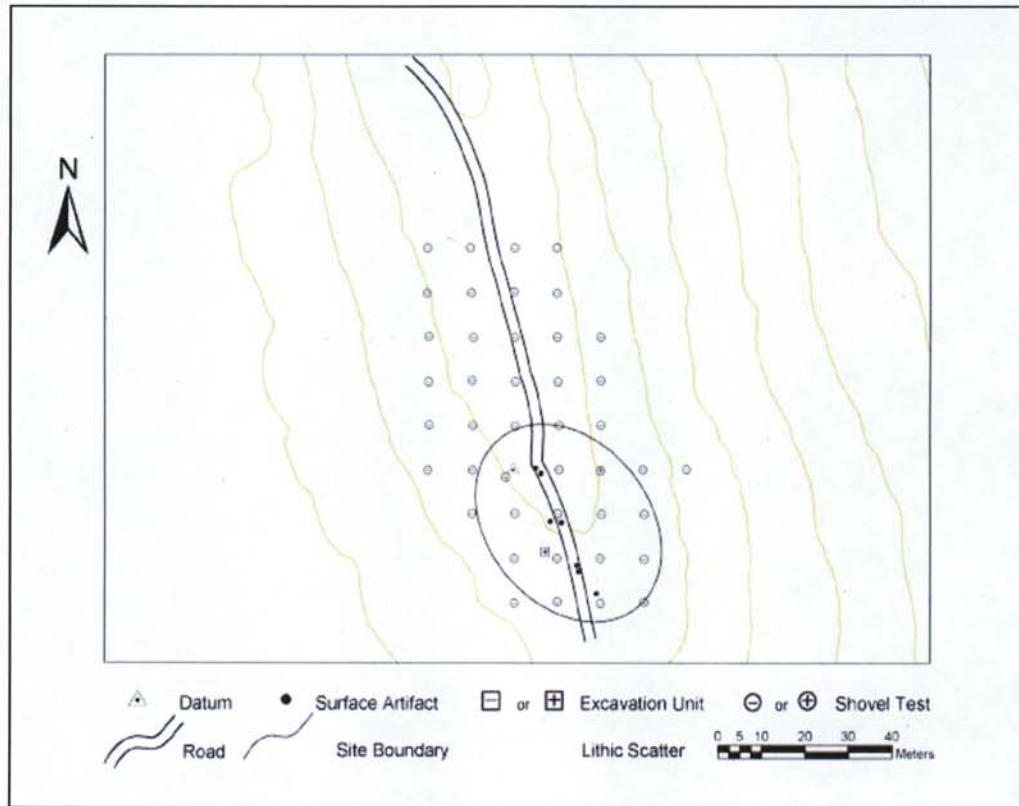 N
Datum Surface Artifact or Excavation Unit or Shovel Test
Road Site Boundary Lithic Scatter
0 5 10 20 30 40
Meters